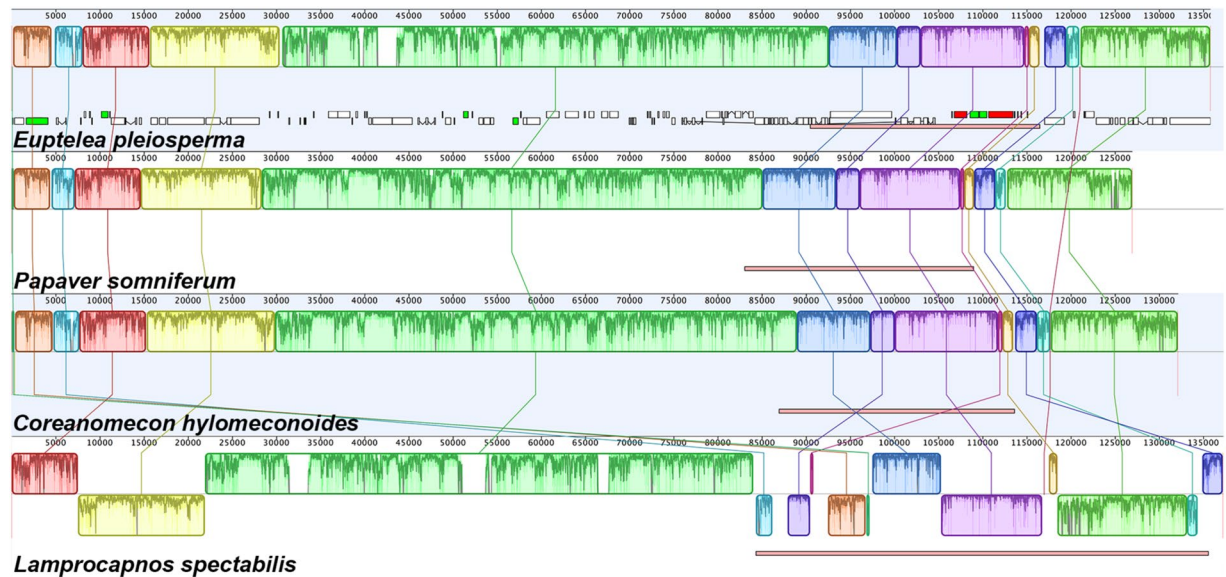 5000 10000 15000 20000 25000 30000 35000 40000 45000 50000 55000 60000 65000 70000 75000 80000 85000 90000 95000 100000 105000 110000 115000 120000 125000 130000 13500
Euptelea pleiosperma
5000 10000 15000 20000 25000 30000 35000 40000 45000 50000 55000 60000 65000 70000 75000 80000 85000 90000 95000 100000 105000 110000 115000 120000 125000
Papaver somniferum
5000 10000 15000 20000 25000 30000 35000 40000 45000 50000 55000 60000 65000 70000 75000 80000 85000 90000 95000 100000 105000 110000 115000 120000 125000 130000
Coreanomecon hylomeconoides
5000 10000 15000 20000 25000 30000 35000 40000 45000 50000 55000 60000 65000 70000 75000 80000 85000 90000 95000 100000 105000 110000 115000 120000 125000 130000 135000
Lamprocapnos spectabilis